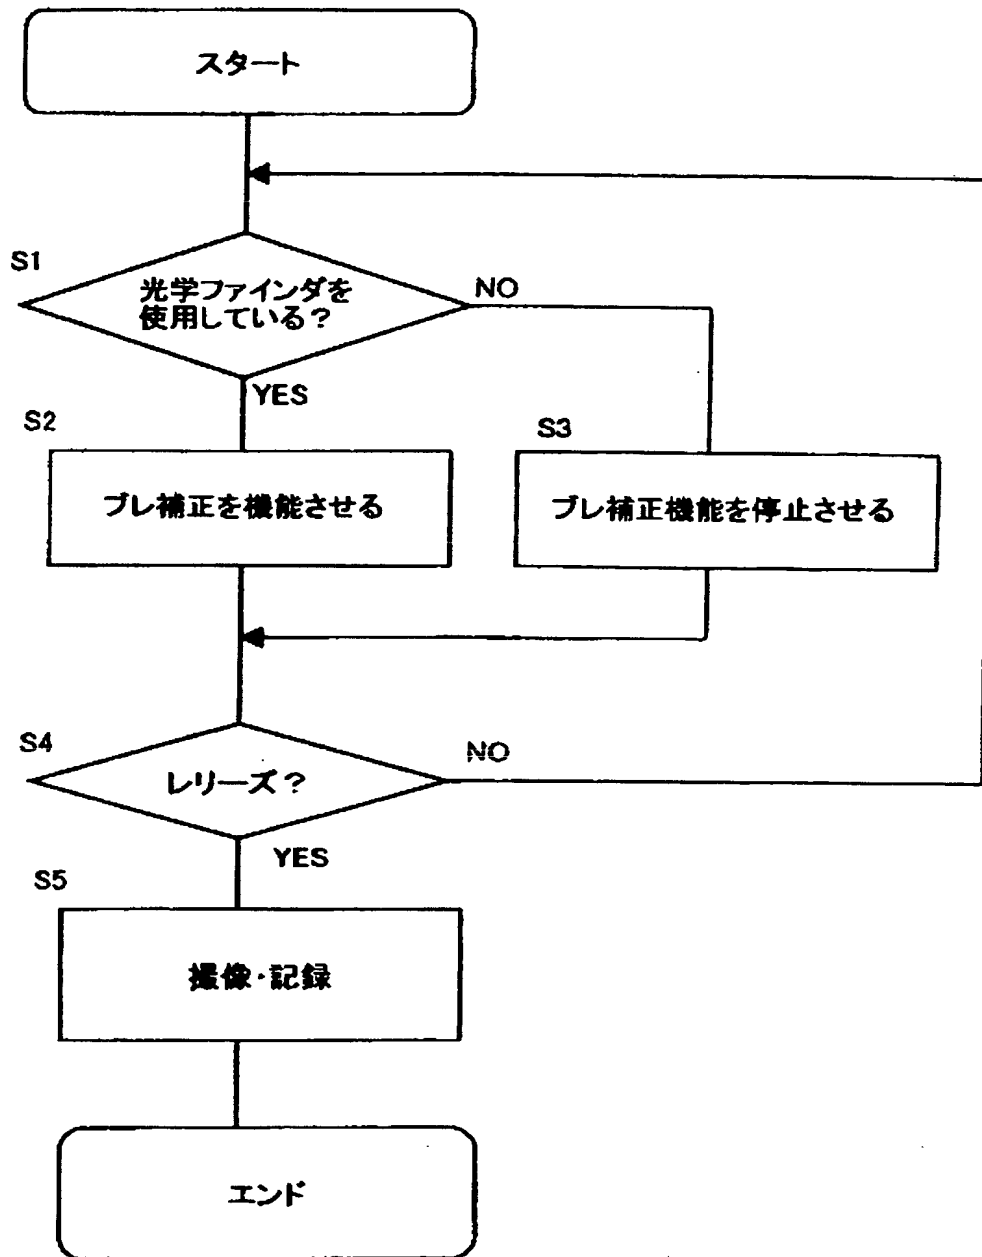 スタート
S1
光学ファインダを
使用している？
NO
YES
S2
ブレ補正を機能させる
S3
ブレ補正機能を停止させる
S4
レリーズ？
NO
YES
S5
撮像・記録
エンド